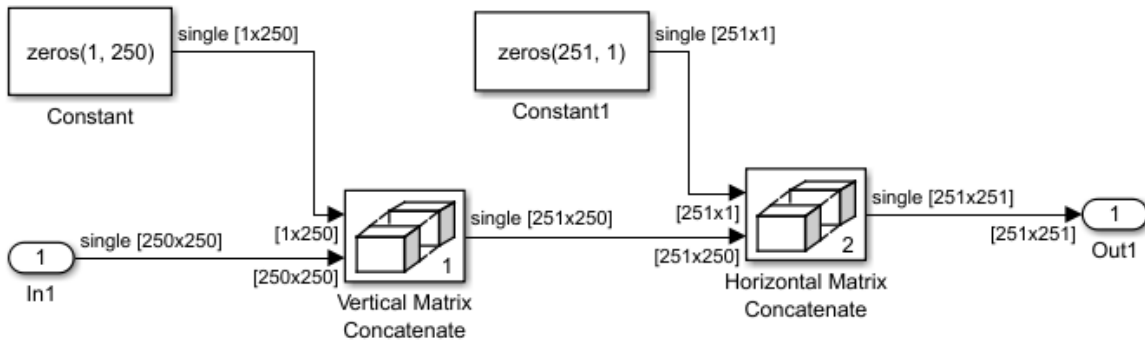 zeros(1, 250)
single [1x250]
Constant
zeros(251, 1)
single [251x1]
Constant1
1
single [250x250]
In1
[1x250]
[250x250]
1
Vertical Matrix
Concatenate
single [251x250]
[251x1]
[251x250]
2
Horizontal Matrix
Concatenate
single [251x251]
[251x251]
1
Out1